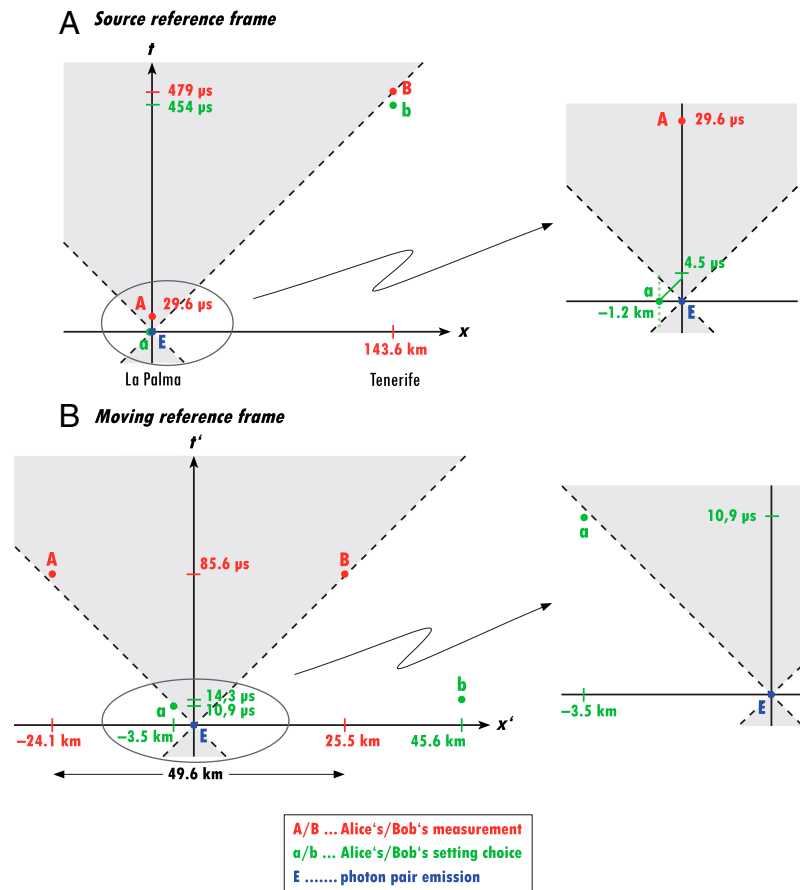 A Source reference frame
t
479 µs
454 µs
B
b
A
29.6 µs
a
E
x
143.6 km
La Palma
Tenerife
A
29.6 µs
4.5 µs
a
–1.2 km
E
B Moving reference frame
t‘
A
B
85.6 µs
a
14,3 µs
10,9 µs
b
E
x‘
–24.1 km
–3.5 km
25.5 km
45.6 km
49.6 km
10,9 µs
a
–3.5 km
E
A/B ... Alice‘s/Bob‘s measurement
a/b ... Alice‘s/Bob‘s setting choice
E ....... photon pair emission